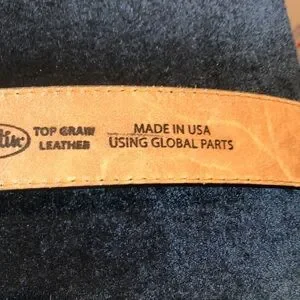 TOP GRAIN
LEATHER
MADE IN USA
USING GLOBAL PARTS